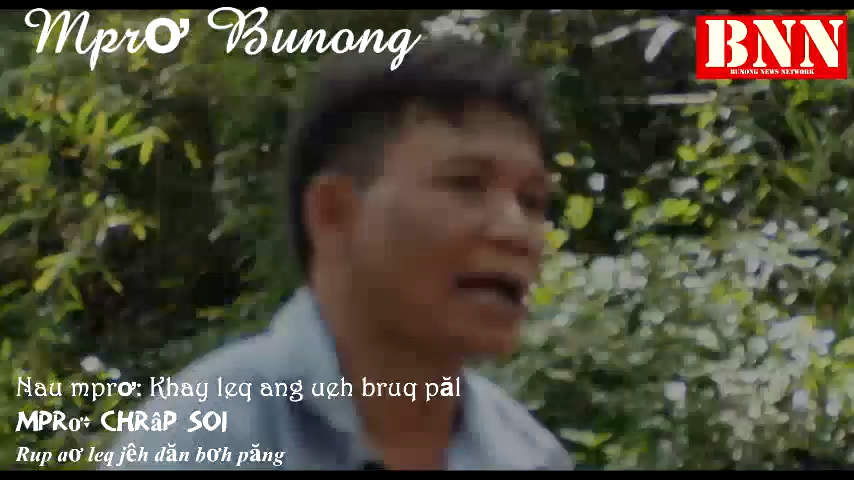 Mprơ Bunong
BNN
BUNONG NEWS NETWORK
Nau mprơ: Khay leq ang ueh bruq păl
MPRơ: CHRâP SOI
Rup aơ leq jêh dăn bơh păng